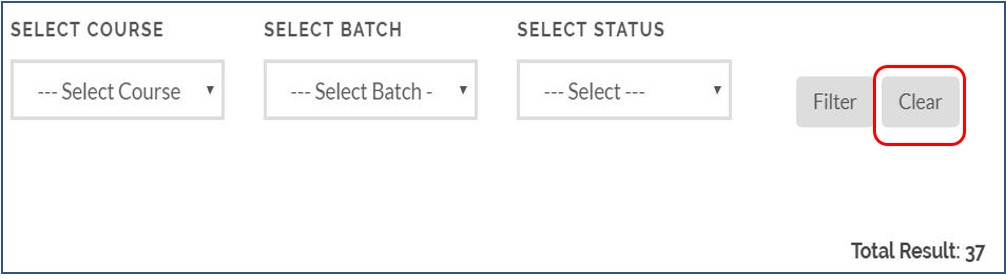 SELECT COURSE SELECT BATCH SELECT STATUS
--- Select Course --- Select Batch - --- Select --- Filter Clear
Total Result: 37